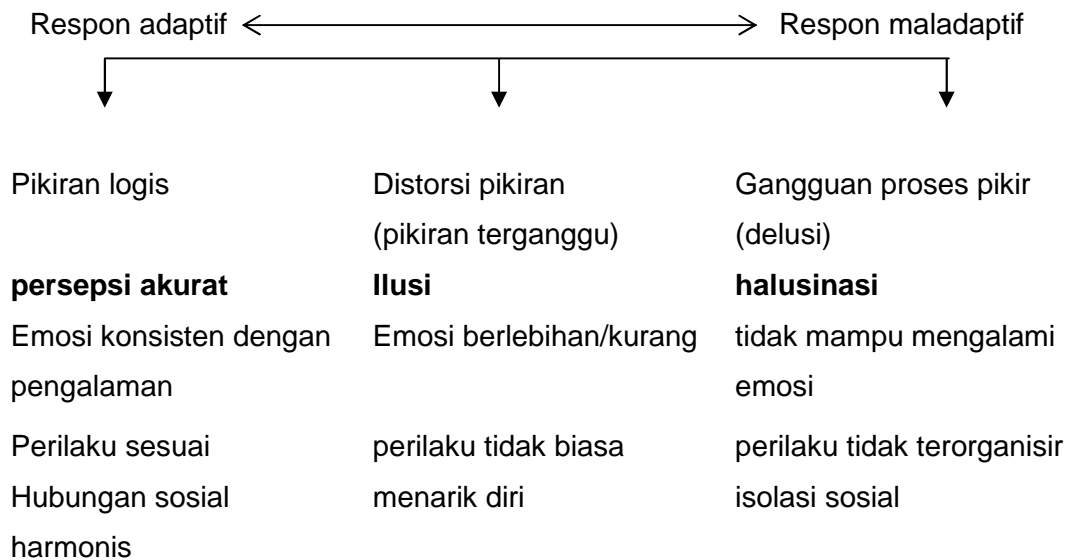 Respon adaptif Respon maladaptif
Pikiran logis Distorsi pikiran Gangguan proses pikir
(pikiran terganggu) (delusi)
persepsi akurat Ilusi halusinasi
Emosi konsisten dengan Emosi berlebihan/kurang tidak mampu mengalami
pengalaman emosi
Perilaku sesuai perilaku tidak biasa perilaku tidak terorganisir
Hubungan sosial menarik diri isolasi sosial
harmonis